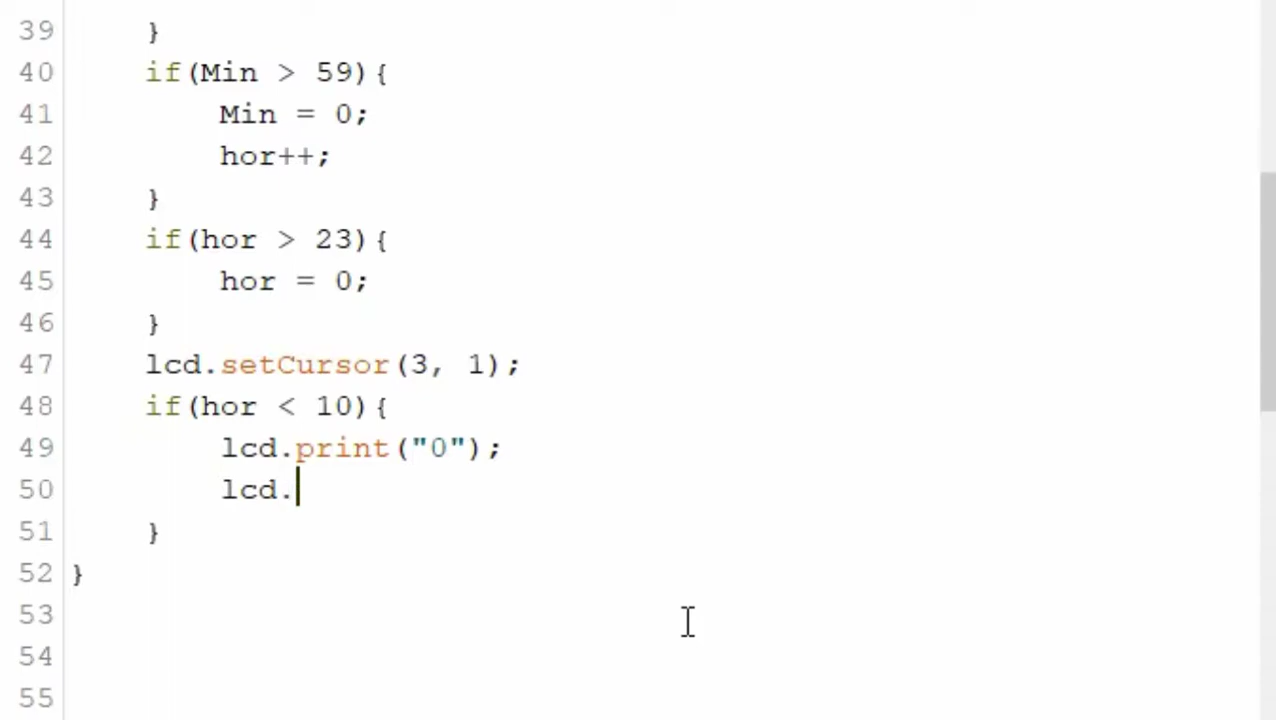 39 }
40 if(Min > 59){
41 Min = 0;
42 hor++;
43 }
44 if(hor > 23){
45 hor = 0;
46 }
47 lcd.setCursor(3, 1);
48 if(hor < 10){
49 lcd.print("0");
50 lcd.
51 }
52 }
53
54
55